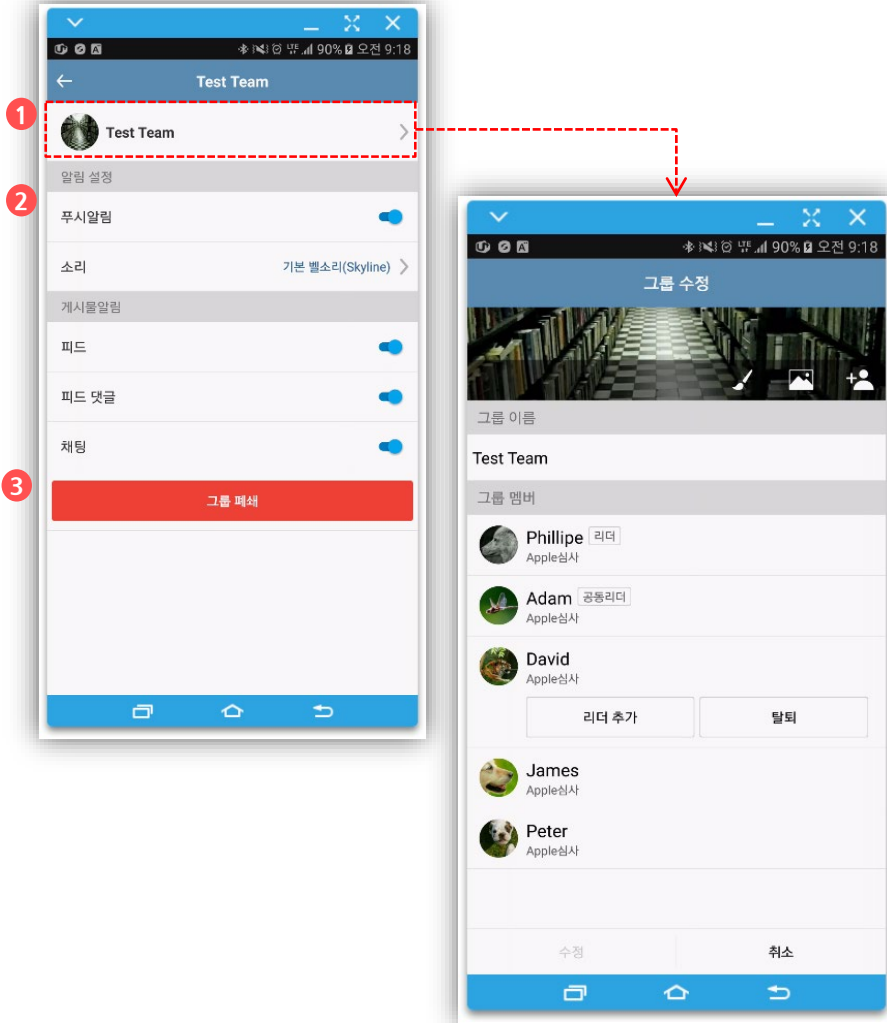 90% 오전 9:18
Test Team
1
Test Team
알림 설정
2
푸시알림
소리
기본 벨소리(Skyline)
게시물알림
피드
피드 댓글
채팅
3
그룹 폐쇄
90% 오전 9:18
그룹 수정
그룹 이름
Test Team
그룹 멤버
Phillipe 리더
Apple심사
Adam 공동리더
Apple심사
David
Apple심사
리더 추가
탈퇴
James
Apple심사
Peter
Apple심사
수정
취소